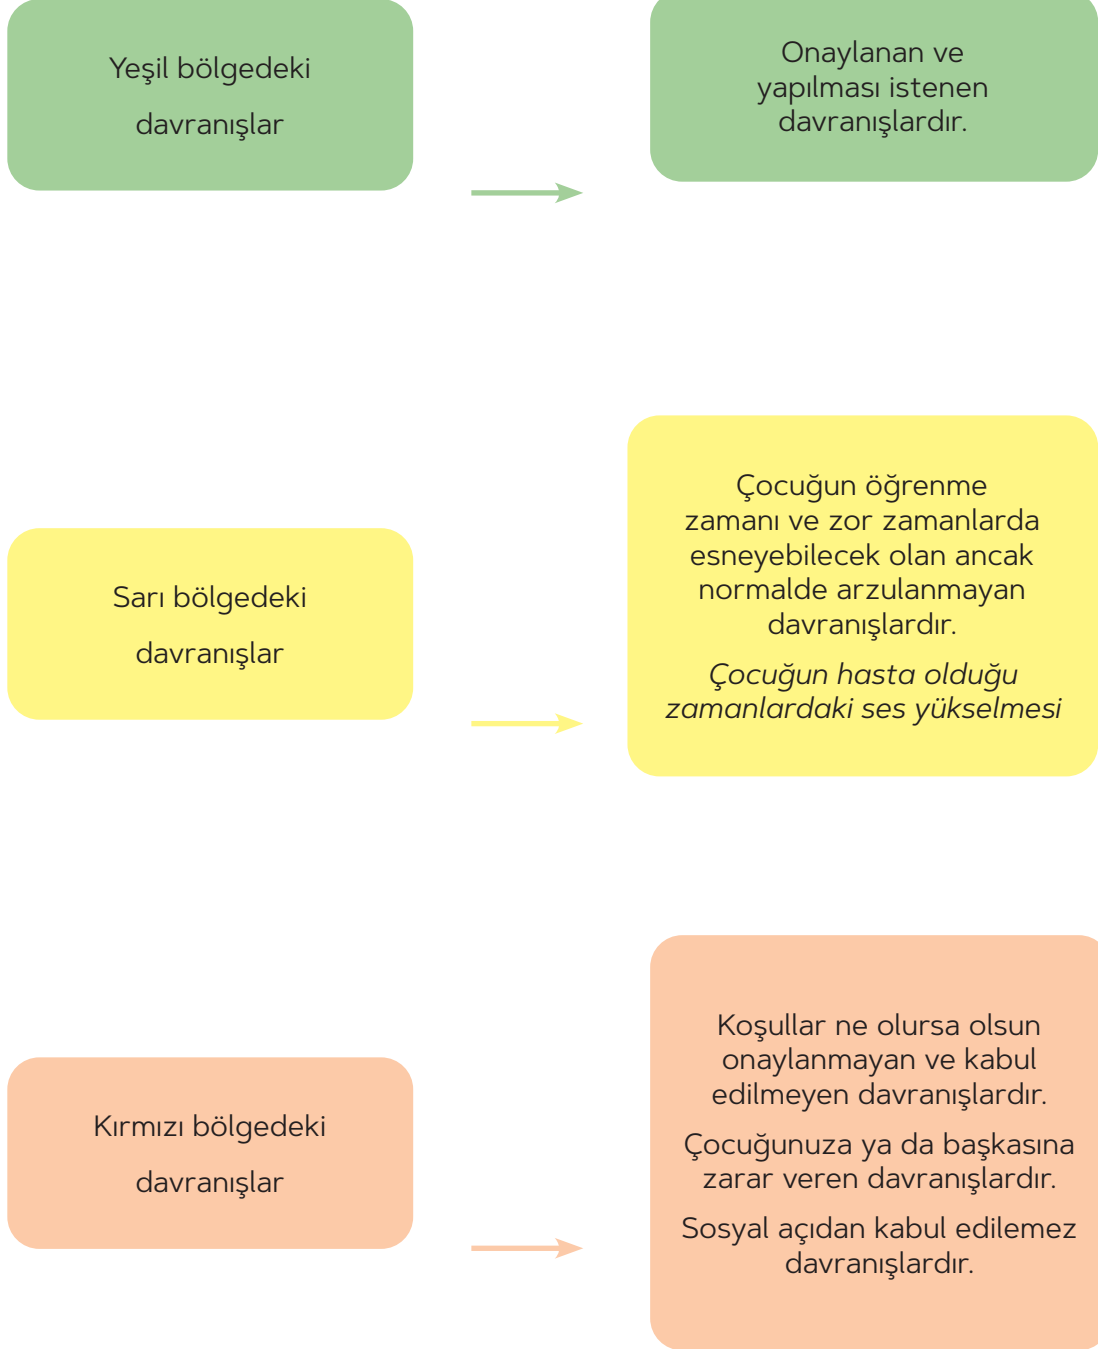 Yeşil bölgedeki
davranışlar
Onaylanan ve
yapılması istenen
davranışlardır.
Sarı bölgedeki
davranışlar
Çocuğun öğrenme
zamanı ve zor zamanlarda
esneyebilecek olan ancak
normalde arzulanmayan
davranışlardır.
Çocuğun hasta olduğu
zamanlardaki ses yükselmesi
Kırmızı bölgedeki
davranışlar
Koşullar ne olursa olsun
onaylanmayan ve kabul
edilmeyen davranışlardır.
Çocuğunuza ya da başkasına
zarar veren davranışlardır.
Sosyal açıdan kabul edilemez
davranışlardır.